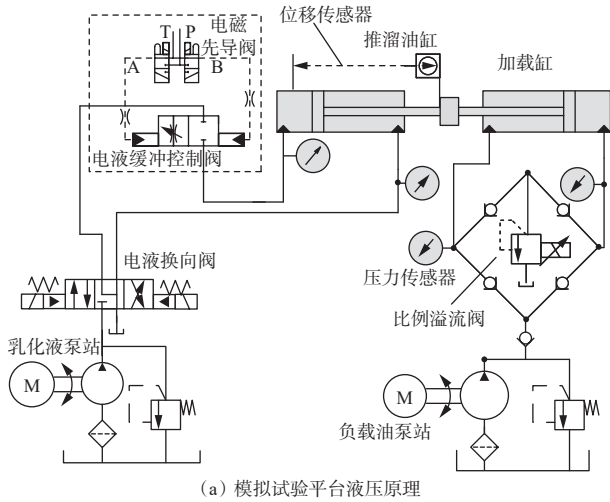 位移传感器
电磁
先导阀
T P
推溜油缸
加载缸
A B
电液缓冲控制阀
电液换向阀
压力传感器
比例溢流阀
乳化液泵站
M
M
负载油泵站
(a) 模拟试验平台液压原理